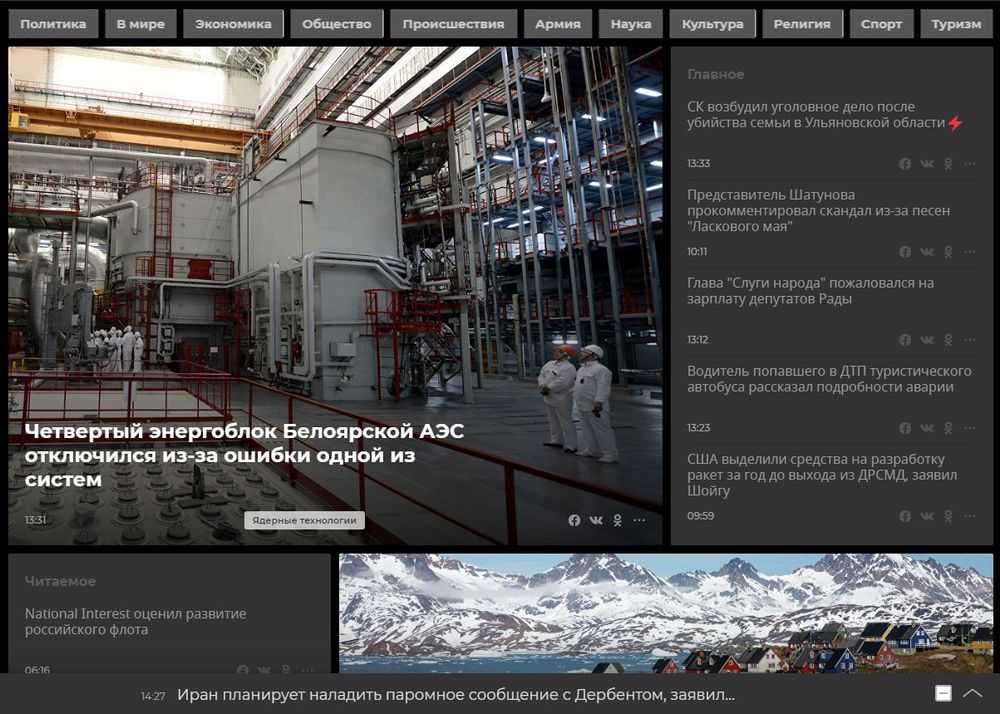 Политика В мире Экономика Общество Происшествия Армия Наука Культура Религия Спорт Туризм
Четвертый энергоблок Белоярской АЭС
отключился из-за ошибки одной из
систем
13:31 Ядерные технологии
Главное
СК возбудил уголовное дело после
убийства семьи в Ульяновской области
13:33
Представитель Шатунова
прокомментировал скандал из-за песен
"Ласкового мая"
10:11
Глава "Слуги народа" пожаловался на
зарплату депутатов Рады
13:12
Водитель попавшего в ДТП туристического
автобуса рассказал подробности аварии
13:23
США выделили средства на разработку
ракет за год до выхода из ДРСМД, заявил
Шойгу
09:59
Читаемое
National Interest оценил развитие
российского флота
06:16
14:27 Иран планирует наладить паромное сообщение с Дербентом, заявил...